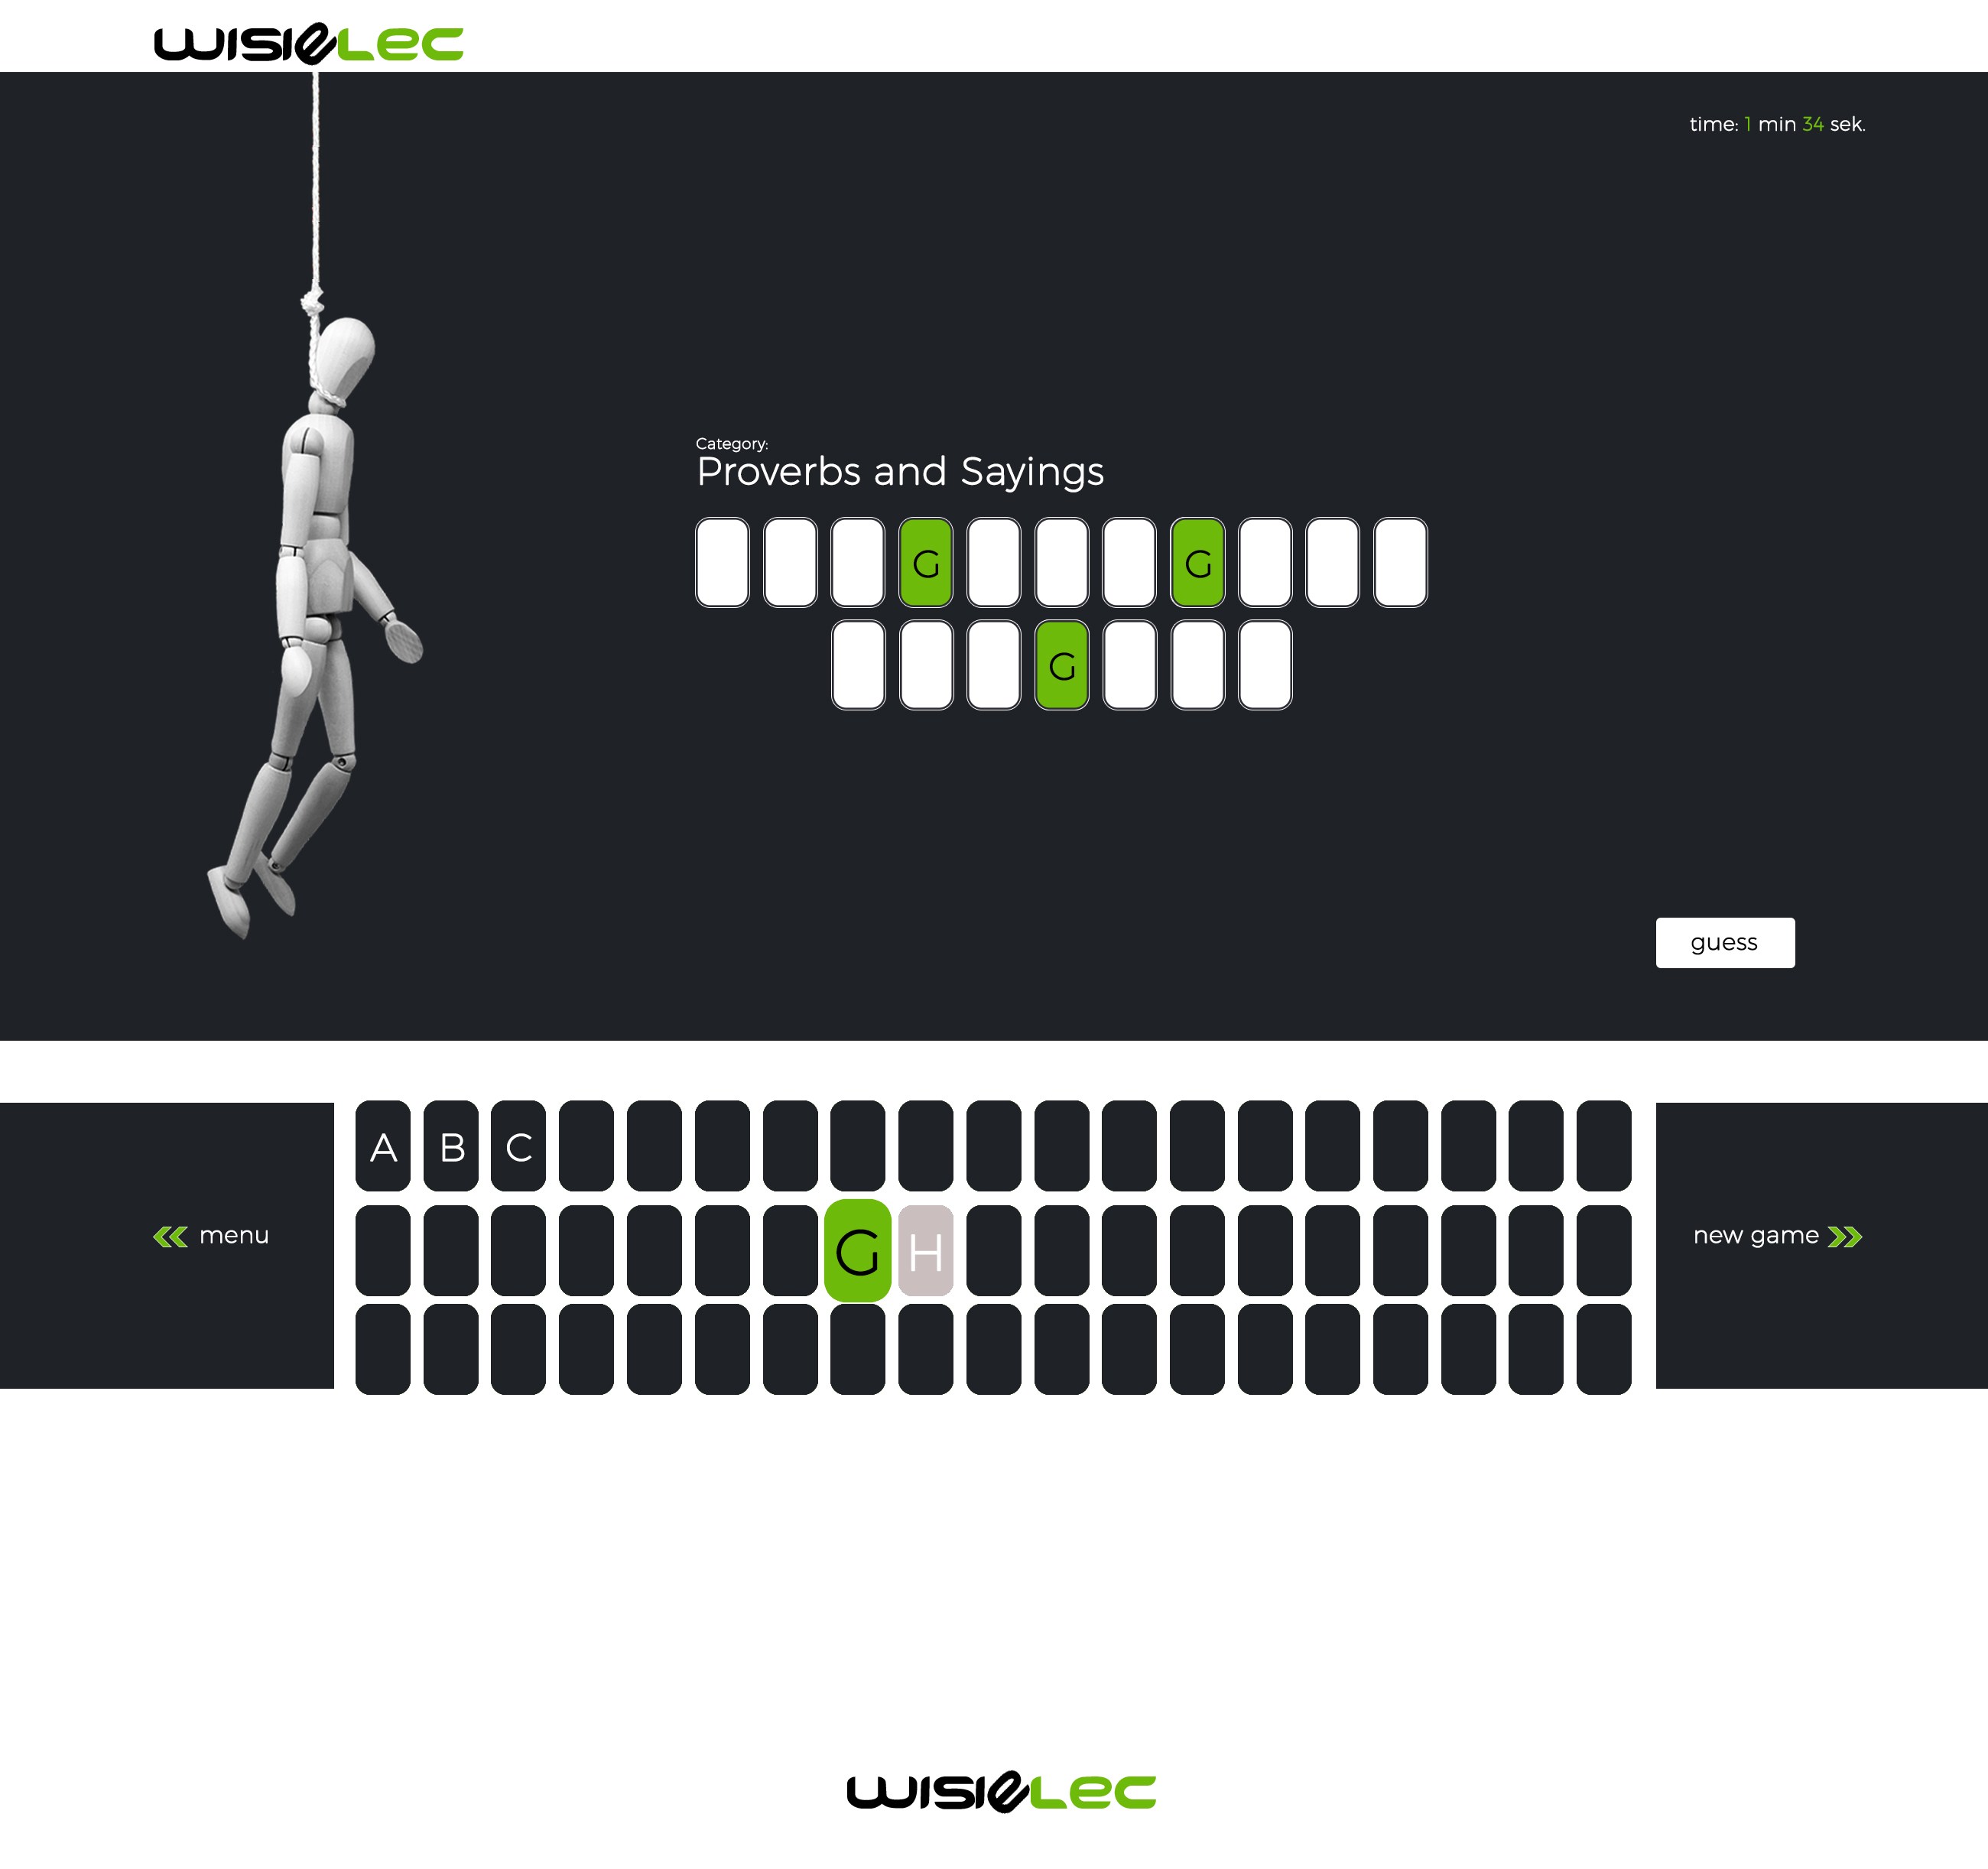 wisielec
time: 1 min 34 sek.
Category:
Proverbs and Sayings
G G
G
guess
A B C
menu
G H
new game
wisielec